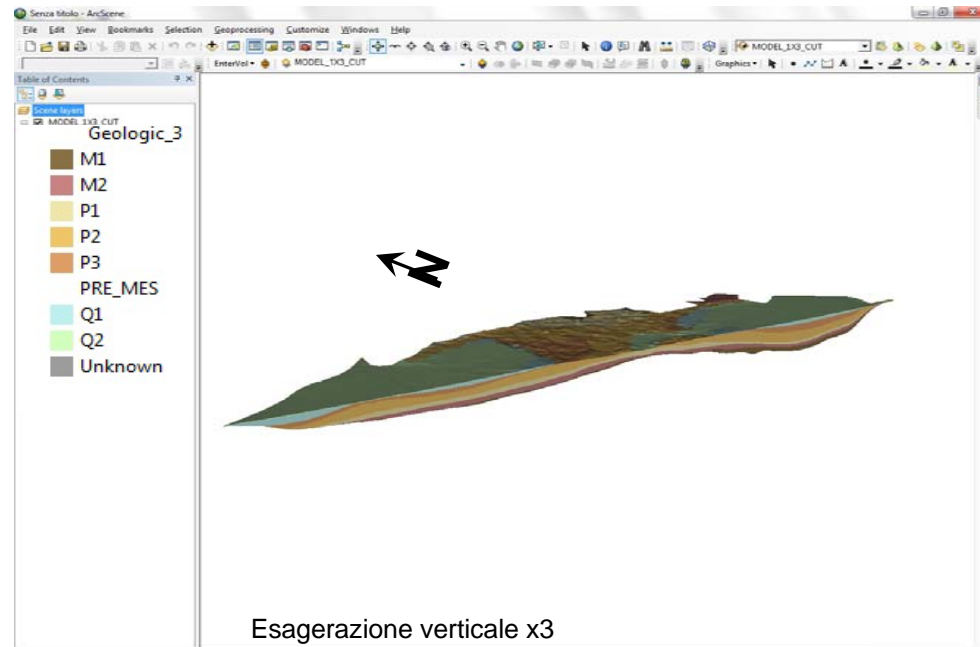 Senza titolo - ArcScene
File Edit View Bookmarks Selection Geoprocessing Customize Windows Help
MODEL_1X3_CUT
EnterVol MODEL_1X3_CUT Graphics A A
Table of Contents
Scene layers
MODEL_1X3_CUT
Geologic_3
M1
M2
P1
P2
P3
PRE_MES
Q1
Q2
Unknown
N
Esagerazione verticale x3